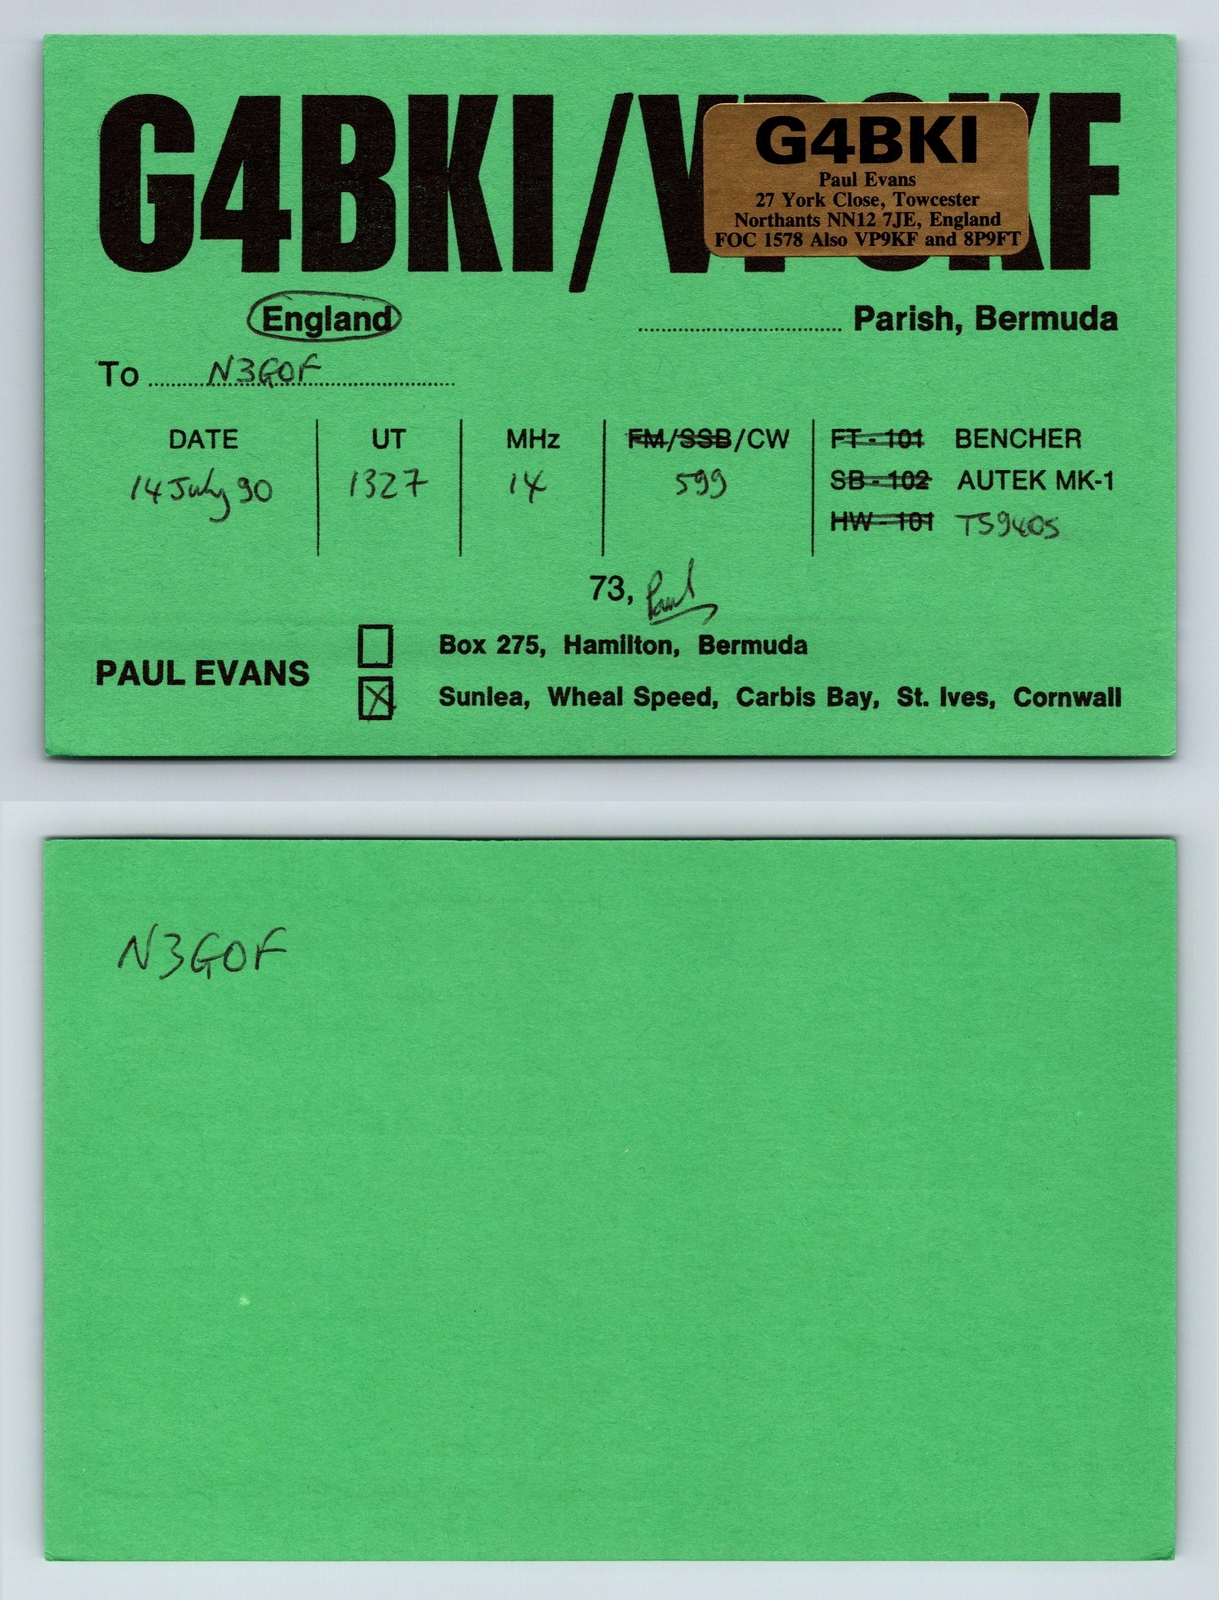 G4BKI/VP9KF
G4BKI
Paul Evans
27 York Close, Towcester
Northants NN12 7JE, England
FOC 1578 Also VP9KF and 8P9FT
England
Parish, Bermuda
To N3GOF
DATE UT MHz FM/SSB/CW FT-101 BENCHER
14 July 90 1327 14 599 SB-102 AUTEK MK-1
HW-101 TS940S
73, Paul
PAUL EVANS
Box 275, Hamilton, Bermuda
Sunlea, Wheal Speed, Carbis Bay, St. Ives, Cornwall
N3GOF